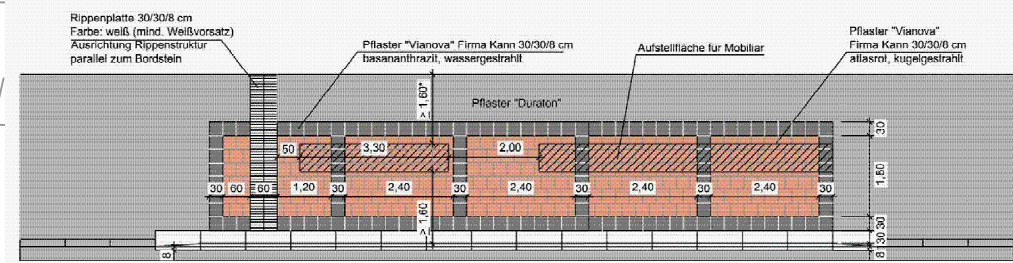 Rippenplatte 30/30/8 cm
Farbe: weiß (mind. Weißvorsatz)
Ausrichtung Rippenstruktur
parallel zum Bordstein
Pflaster "Vianova" Firma Kann 30/30/8 cm
basananthrazit, wassergestrahlt
Aufstellfläche für Mobiliar
Pflaster "Vianova"
Firma Kann 30/30/8 cm
atlasrot, kugelgestrahlt
Pflaster "Duraton"
> 1,60*
50
3,30
2,00
30
60
60
1,20
30
2,40
30
2,40
30
2,40
30
2,40
30
> 1,60
30
1,80
30
30
8
8